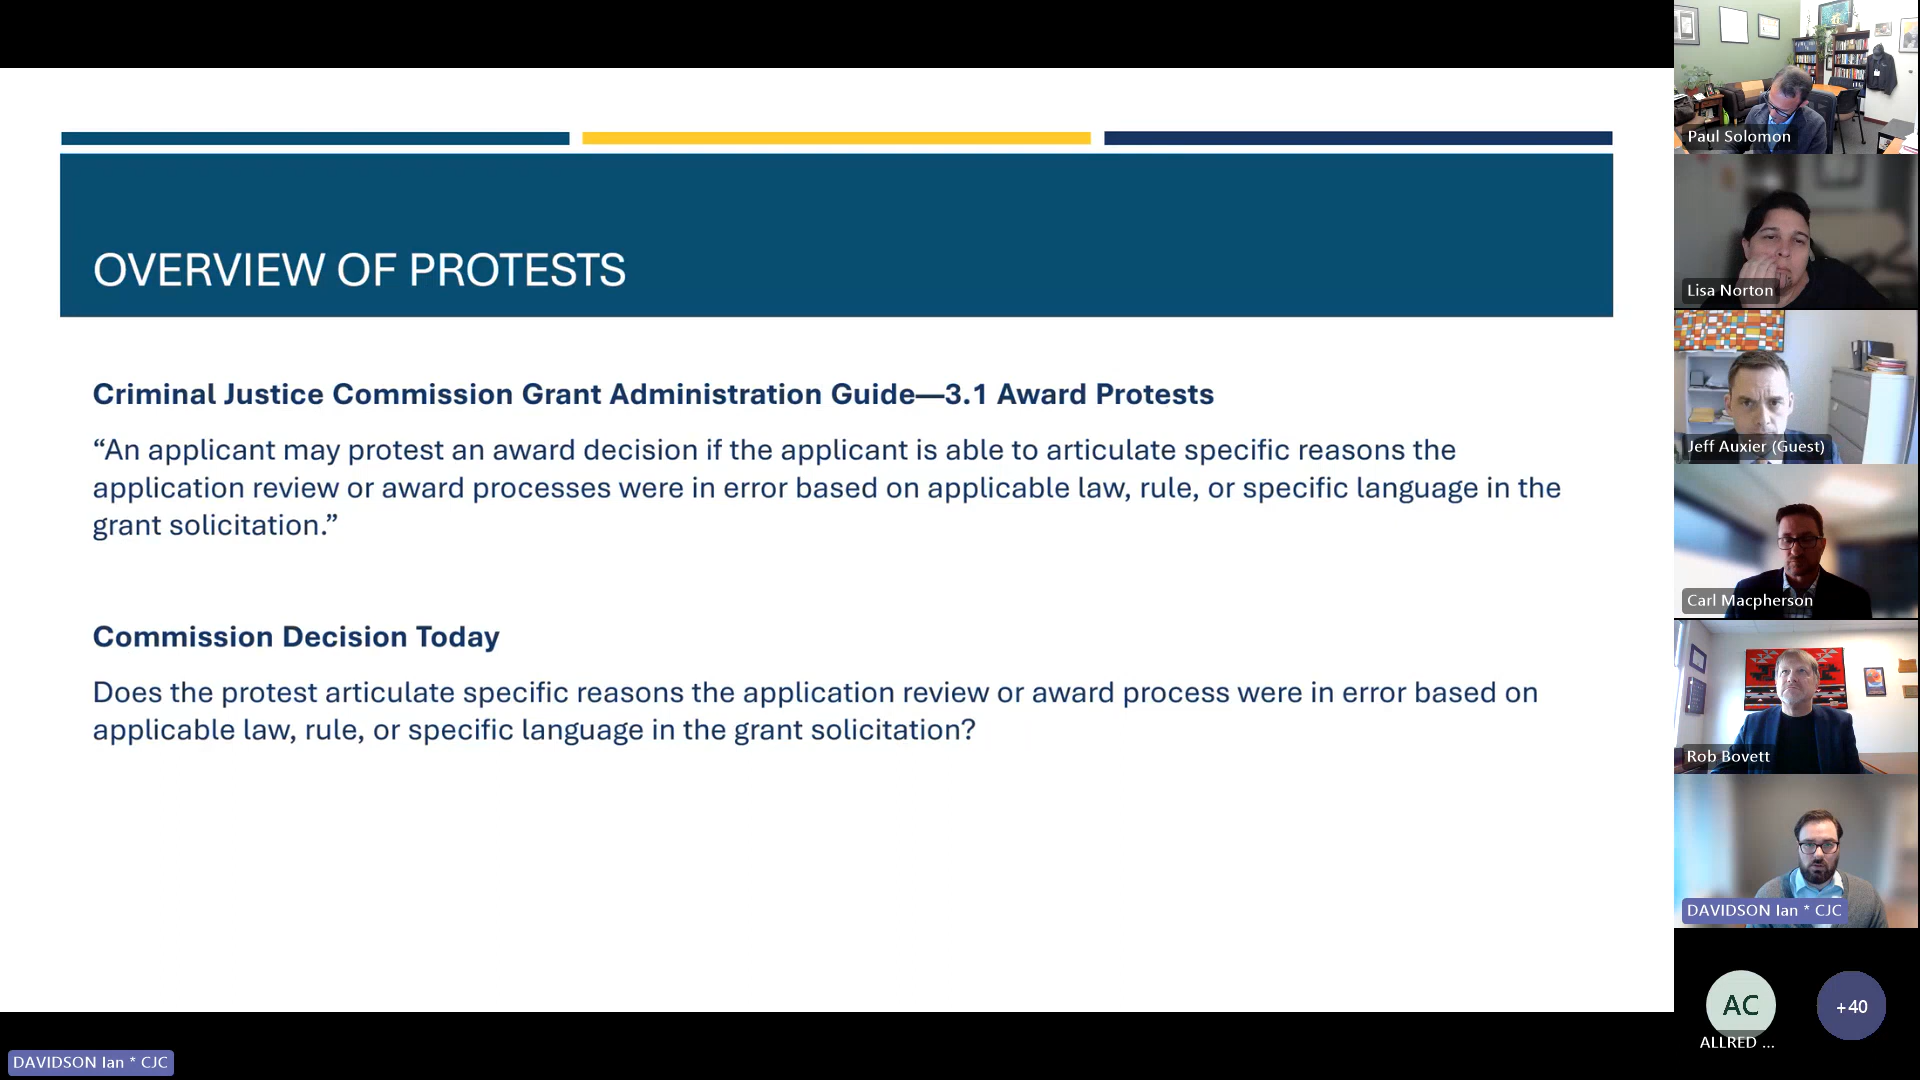 OVERVIEW OF PROTESTS
Criminal Justice Commission Grant Administration Guide—3.1 Award Protests
“An applicant may protest an award decision if the applicant is able to articulate specific reasons the
application review or award processes were in error based on applicable law, rule, or specific language in the
grant solicitation.”
Commission Decision Today
Does the protest articulate specific reasons the application review or award process were in error based on
applicable law, rule, or specific language in the grant solicitation?
Paul Solomon
Lisa Norton
Jeff Auxier (Guest)
Carl Macpherson
Rob Bovett
DAVIDSON Ian * CJC
AC
+40
ALLRED ...
DAVIDSON Ian * CJC